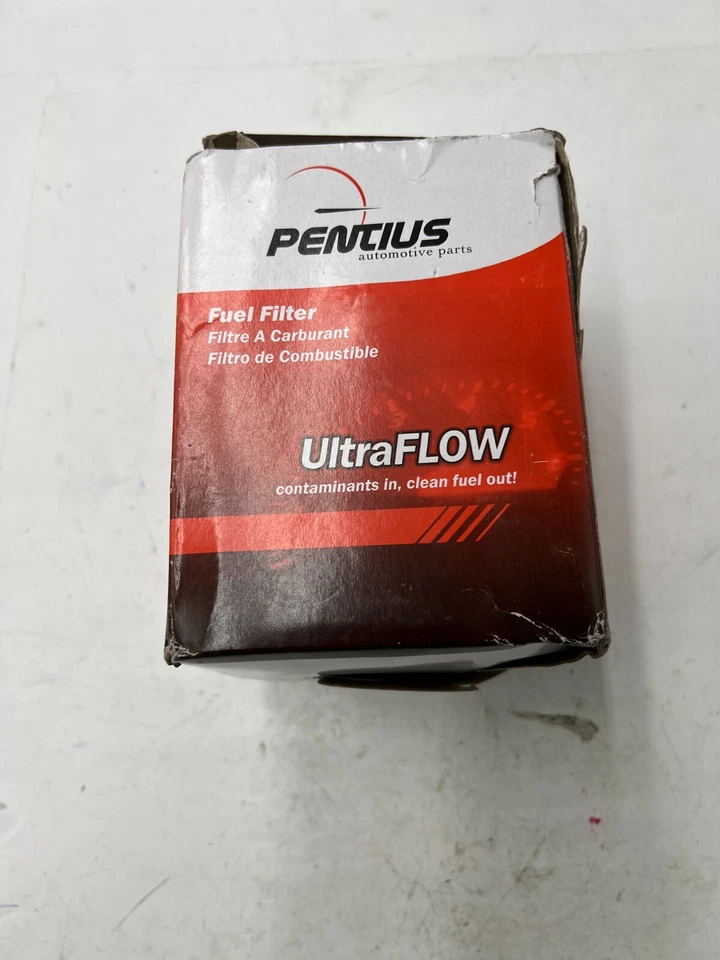 PENTIUS
automotive parts
Fuel Filter
Filtre A Carburant
Filtro de Combustible
UltraFLOW
contaminants in, clean fuel out!